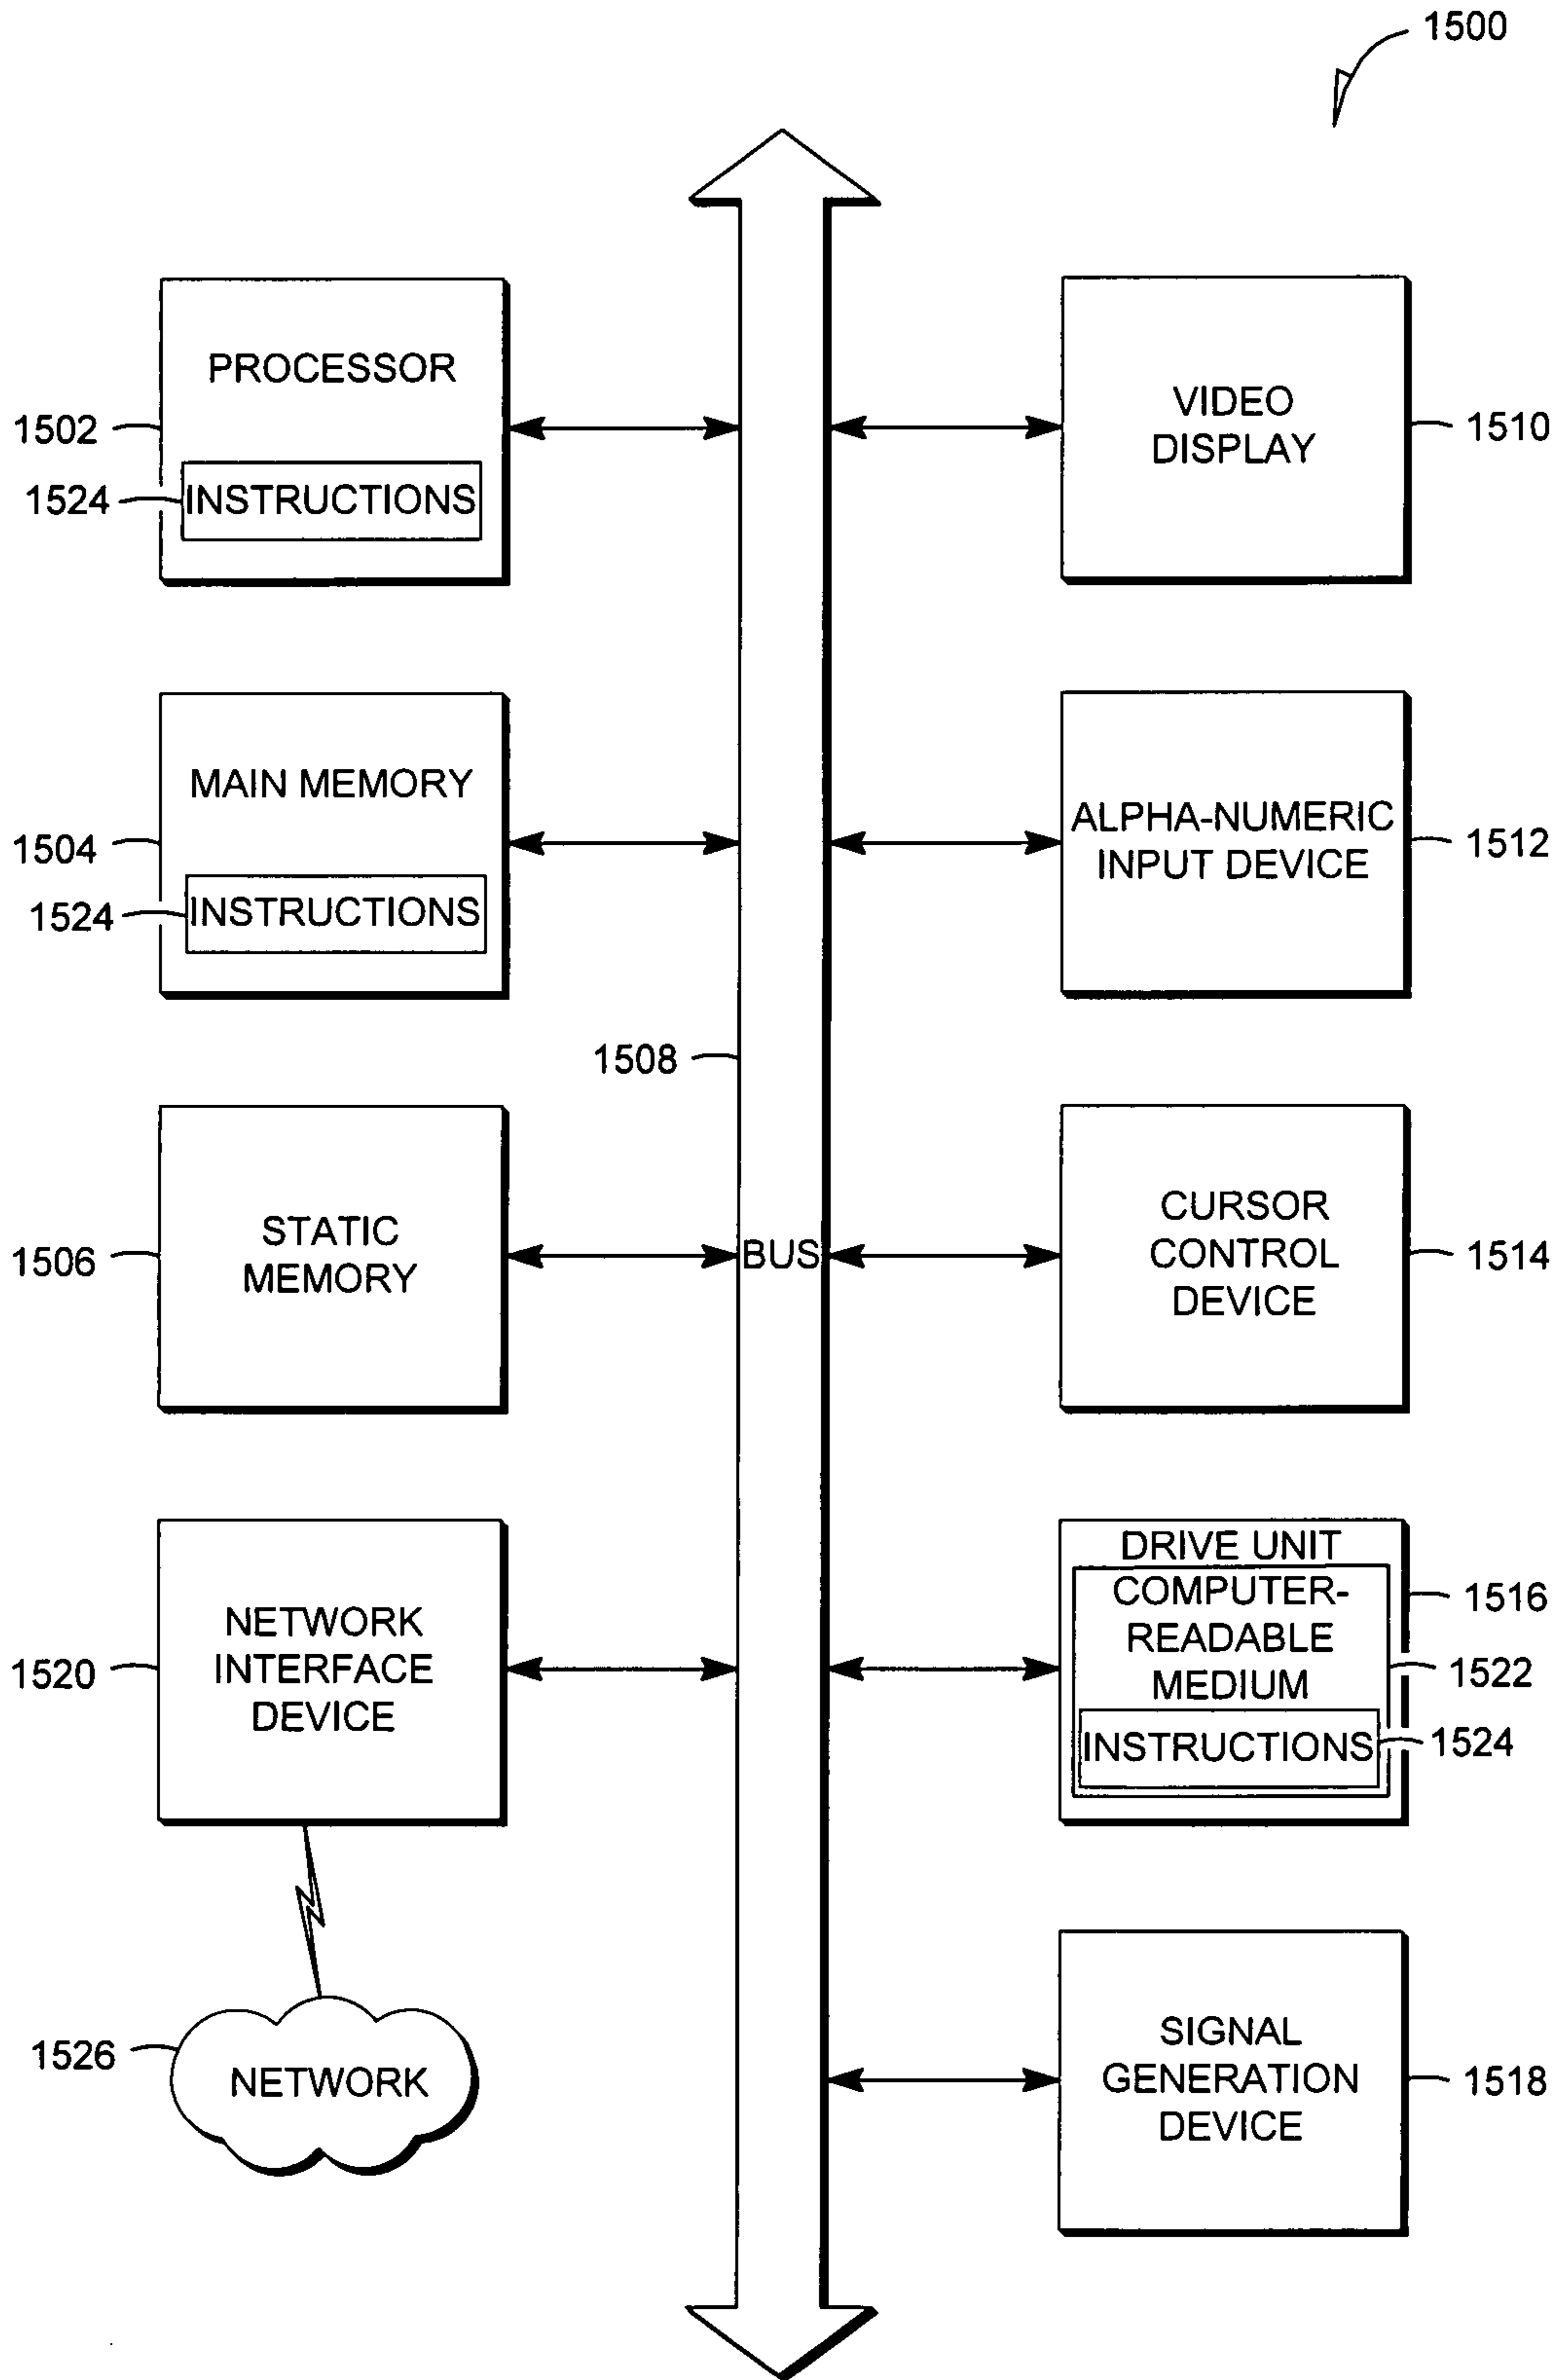 1500
PROCESSOR
1502
1524
INSTRUCTIONS
VIDEO
DISPLAY
1510
MAIN MEMORY
1504
1524
INSTRUCTIONS
ALPHA-NUMERIC
INPUT DEVICE
1512
1508
STATIC
MEMORY
1506
BUS
CURSOR
CONTROL
DEVICE
1514
NETWORK
INTERFACE
DEVICE
1520
DRIVE UNIT
COMPUTER-
READABLE
MEDIUM
INSTRUCTIONS
1516
1522
1524
1526
NETWORK
SIGNAL
GENERATION
DEVICE
1518